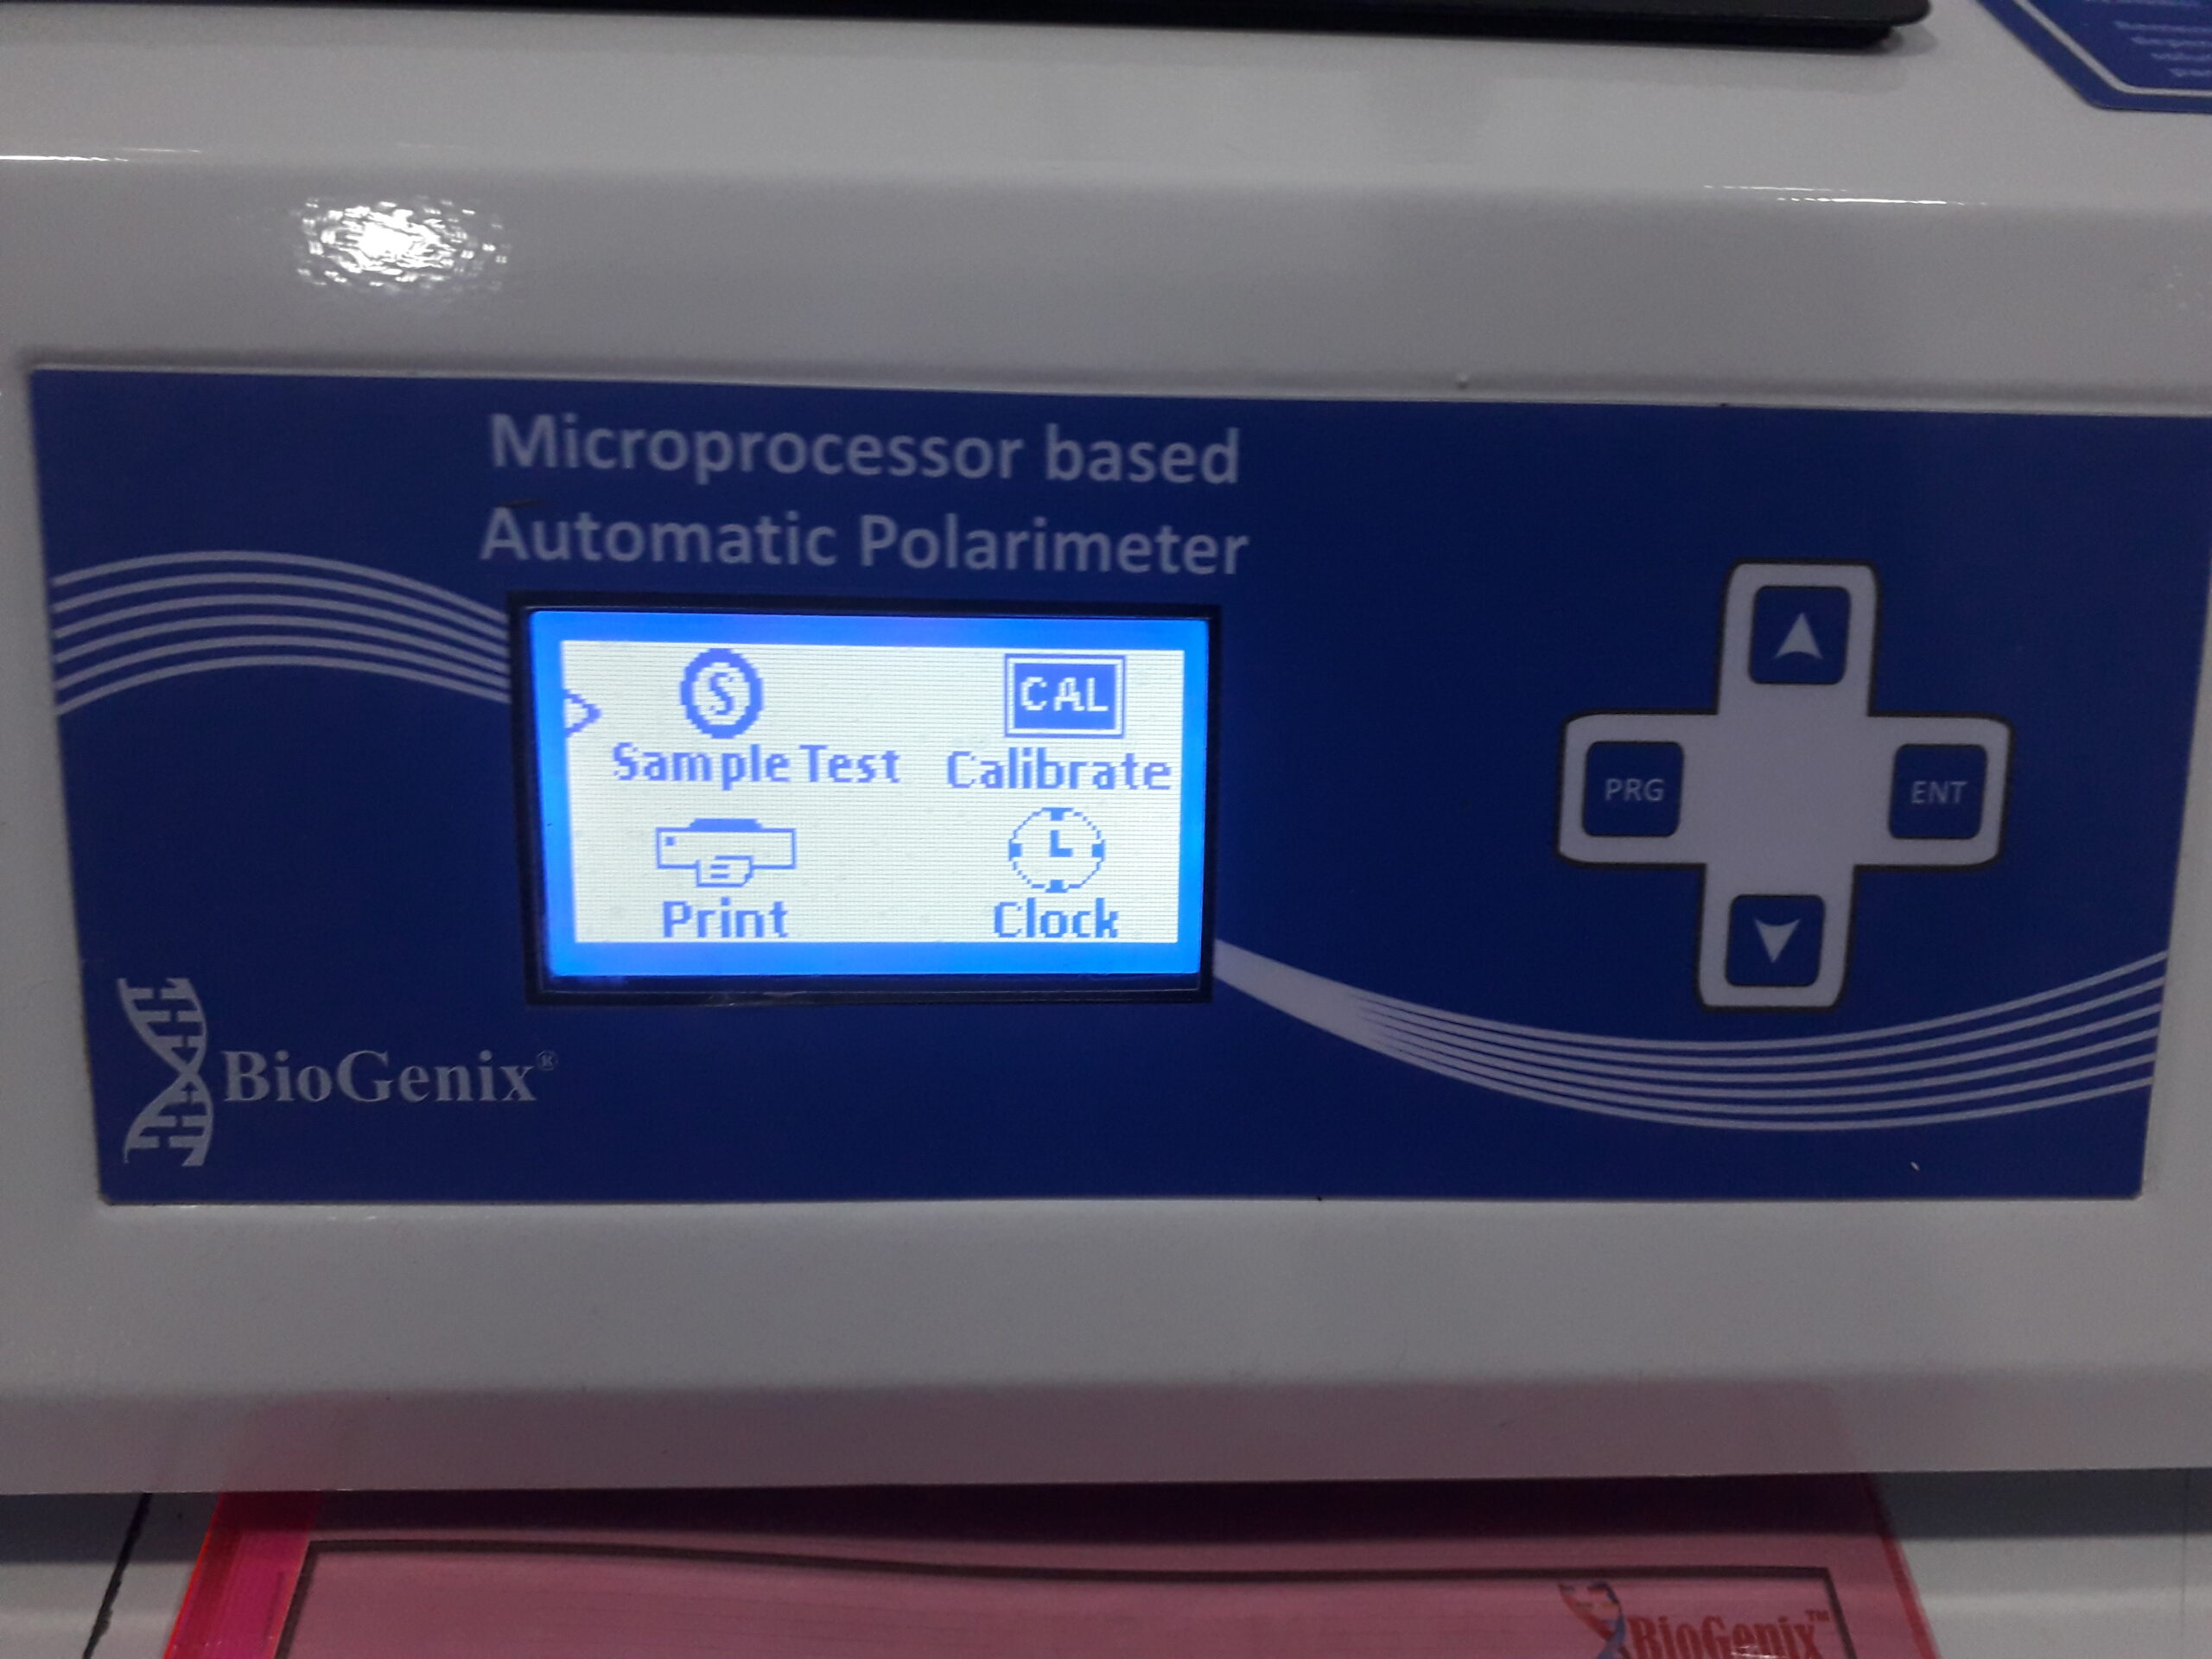 Microprocessor based
Automatic Polarimeter
S
CAL
Sample Test Calibrate
Print Clock
PRG ENT
BioGenix®
BioGenix™